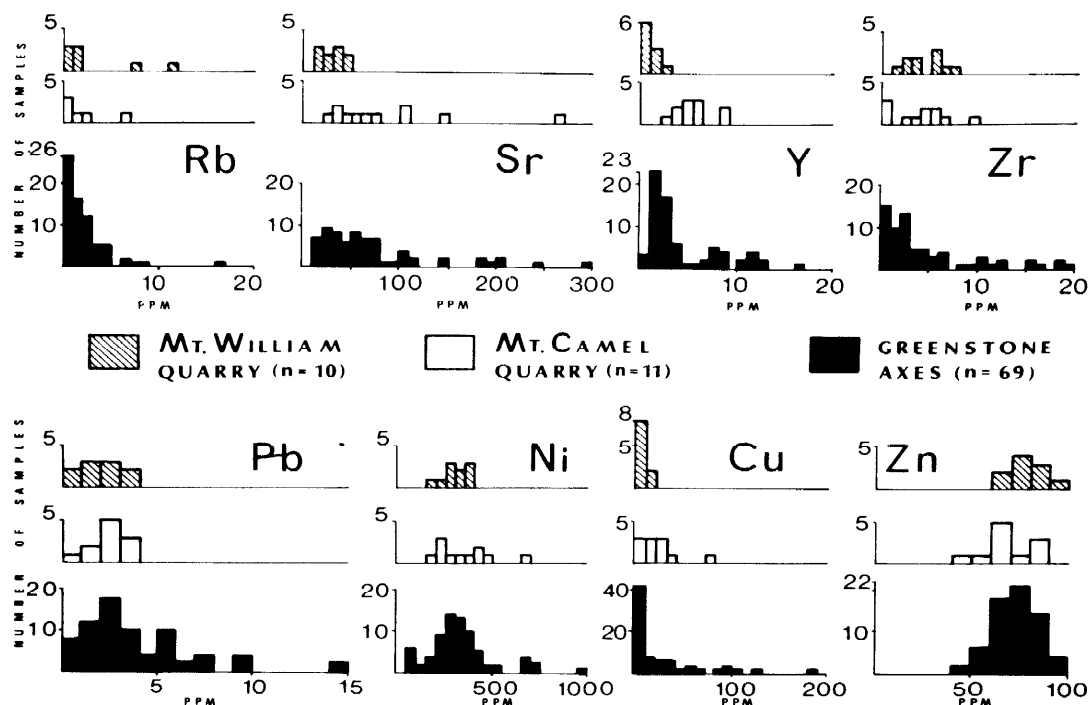 5 5 6 5
5 5 5 5
NUMBER OF SAMPLES
26 Rb Sr Y Zr
23
20 20 20 20
10 10 10 10
10 20 100 200 300 10 20 10 20
PPM PPM PPM PPM
MT. WILLIAM QUARRY (n = 10)
MT. CAMEL QUARRY (n = 11)
GREENSTONE AXES (n = 69)
8
5 5 5 5
Pb Ni Cu Zn
5 5 5 5
NUMBER OF SAMPLES
20 20 40 22
10 10 20 10
5 10 15 500 1000 100 200 50 100
PPM PPM PPM PPM